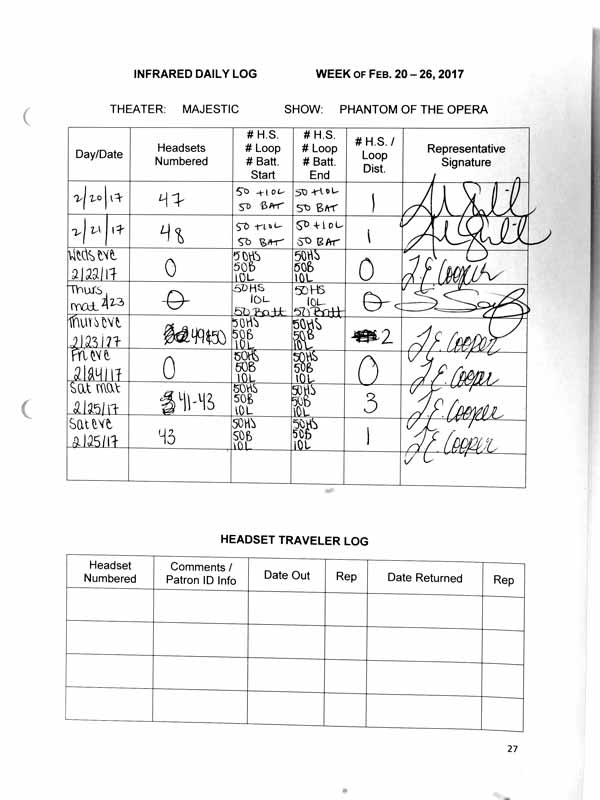 INFRARED DAILY LOG WEEK OF FEB. 20 – 26, 2017
THEATER: MAJESTIC SHOW: PHANTOM OF THE OPERA
Day/Date Headsets Numbered # H.S. # Loop # Batt. Start # H.S. # Loop # Batt. End # H.S. / Loop Dist. Representative Signature
2/20/17 47 50 +10L 50 BAT 50 +10L 50 BAT 1
2/21/17 48 50 +10L 50 BAT 50 +10L 50 BAT 1
Weds eve 2/22/17 0 50HS 50B 10L 50HS 50B 10L 0 J E Cooper
Thurs mat 2/23 0 50HS 10L 50 Batt 50 HS 10L 50 Batt 0
Thurs eve 2/23/27 49&50 50HS 50B 10L 50HS 50B 10L 2 J E. Cooper
Fri eve 2/24/17 0 50HS 50B 10L 50HS 50B 10L 0 J E. Cooper
Sat mat 2/25/17 41-43 50HS 50B 10L 50HS 50B 10L 3 J E. Cooper
Sat eve 2/25/17 43 50HS 50B 10L 50HS 50B 10L 1 J E. Cooper
HEADSET TRAVELER LOG
Headset Numbered Comments / Patron ID Info Date Out Rep Date Returned Rep
27